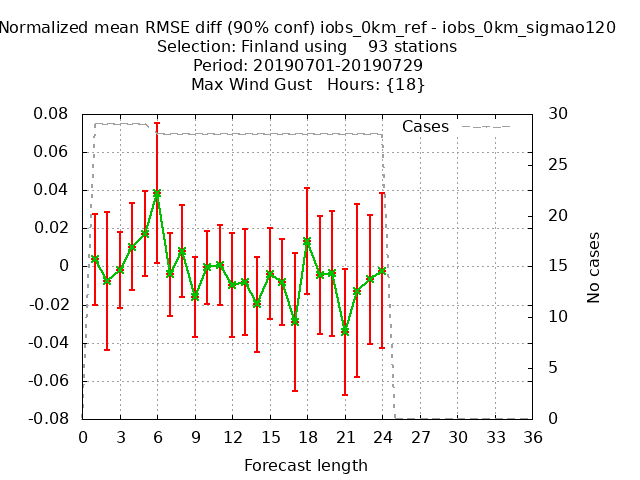 Normalized mean RMSE diff (90% conf) iobs_0km_ref - iobs_0km_sigmao120
Selection: Finland using 93 stations
Period: 20190701-20190729
Max Wind Gust Hours: {18}
Cases
0.08
0.06
0.04
0.02
0
-0.02
-0.04
-0.06
-0.08
30
25
20
15
10
5
0
No cases
0 3 6 9 12 15 18 21 24 27 30 33 36
Forecast length